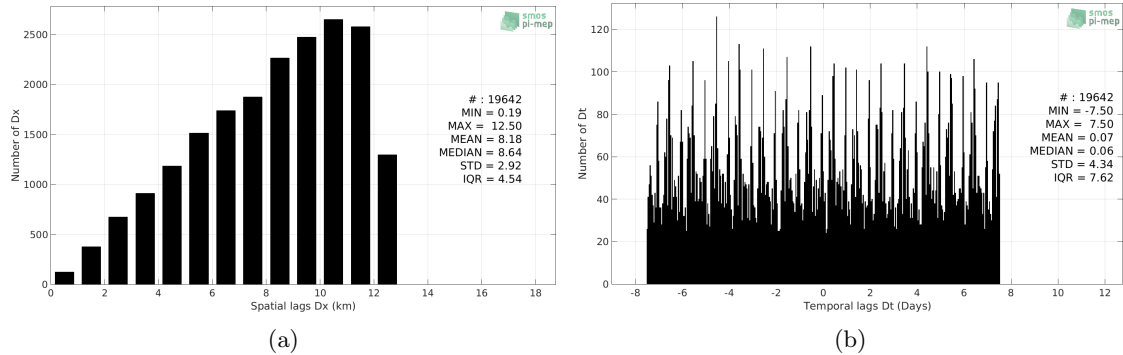 smos
pi-mep
2500
2000
1500
1000
500
0
Number of Dx
# : 19642
MIN = 0.19
MAX = 12.50
MEAN = 8.18
MEDIAN = 8.64
STD = 2.92
IQR = 4.54
0 2 4 6 8 10 12 14 16 18
Spatial lags Dx (km)
(a)
smos
pi-mep
120
100
80
60
40
20
0
Number of Dt
# : 19642
MIN = -7.50
MAX = 7.50
MEAN = 0.07
MEDIAN = 0.06
STD = 4.34
IQR = 7.62
-8 -6 -4 -2 0 2 4 6 8 10 12
Temporal lags Dt (Days)
(b)